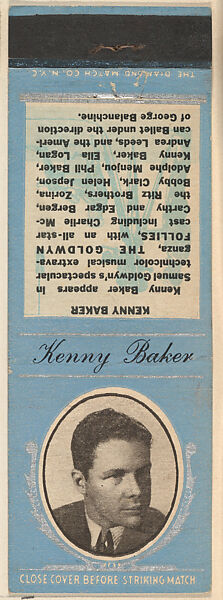 THE DIAMOND MATCH CO. N.Y.C.
KENNY BAKER
Kenny Baker appears in
Samuel Goldwyn's spectacular
technicolor musical extrava-
ganza, THE GOLDWYN
FOLLIES, with an all-star
cast including Charlie Mc-
Carthy and Edgar Bergen,
the Ritz Brothers, Zorina,
Bobby Clark, Helen Jepson,
Adolphe Menjou, Phil Baker,
Kenny Baker, Ella Logan,
Andrea Leeds, and the Ameri-
can Ballet under the direction
of George Balanchine.
Kenny Baker
CLOSE COVER BEFORE STRIKING MATCH